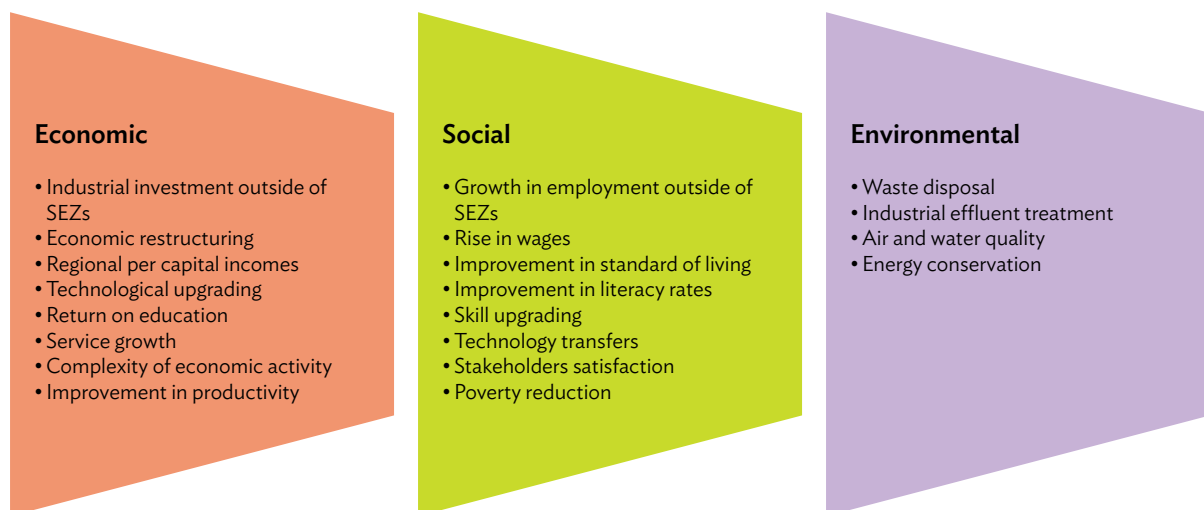 Economic
• Industrial investment outside of
SEZs
• Economic restructuring
• Regional per capital incomes
• Technological upgrading
• Return on education
• Service growth
• Complexity of economic activity
• Improvement in productivity
Social
• Growth in employment outside of
SEZs
• Rise in wages
• Improvement in standard of living
• Improvement in literacy rates
• Skill upgrading
• Technology transfers
• Stakeholders satisfaction
• Poverty reduction
Environmental
• Waste disposal
• Industrial effluent treatment
• Air and water quality
• Energy conservation